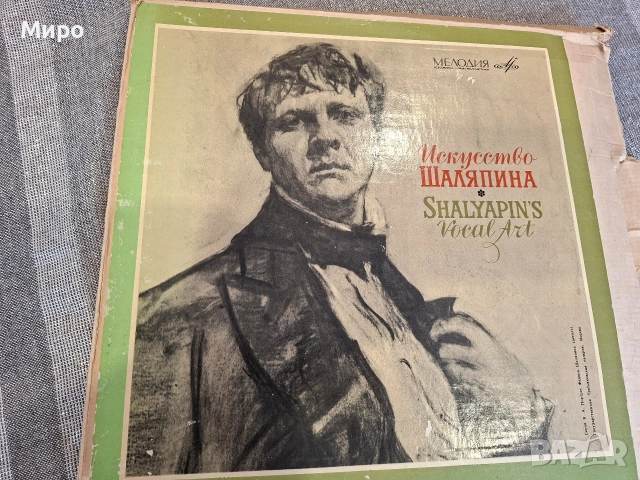 Миро
МЕЛОДИЯ
Искусство
ШАЛЯПИНА
SHALYAPIN'S
Vocal Art
BAZAR